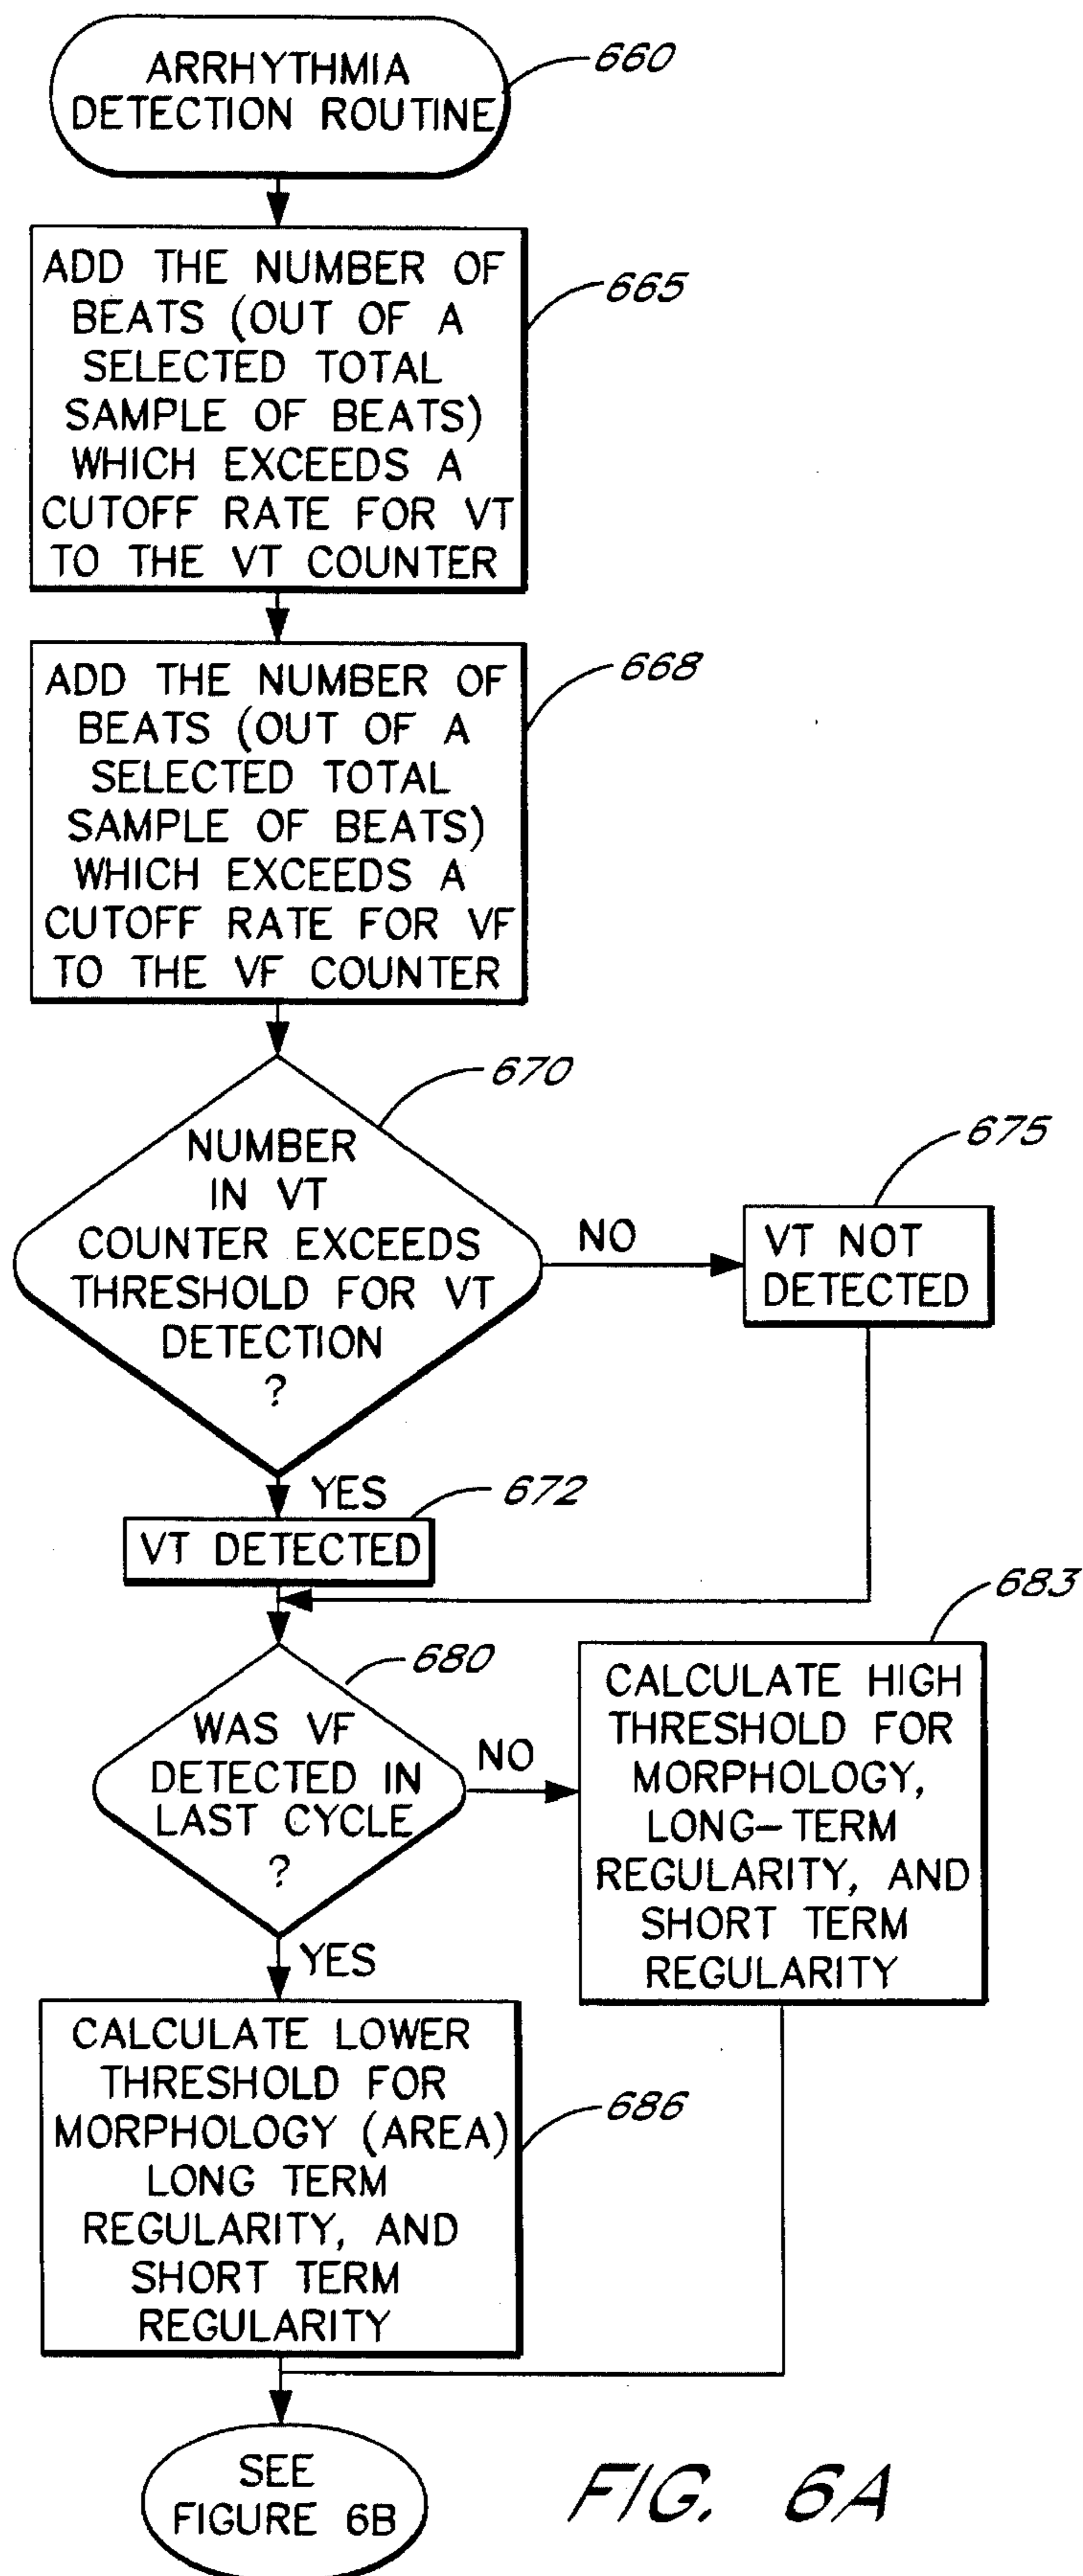 ARRHYTHMIA
DETECTION ROUTINE
660
ADD THE NUMBER OF
BEATS (OUT OF A
SELECTED TOTAL
SAMPLE OF BEATS)
WHICH EXCEEDS A
CUTOFF RATE FOR VT
TO THE VT COUNTER
665
ADD THE NUMBER OF
BEATS (OUT OF A
SELECTED TOTAL
SAMPLE OF BEATS)
WHICH EXCEEDS A
CUTOFF RATE FOR VF
TO THE VF COUNTER
668
670
NUMBER
IN VT
COUNTER EXCEEDS
THRESHOLD FOR VT
DETECTION
?
NO
675
VT NOT
DETECTED
YES
672
VT DETECTED
680
WAS VF
DETECTED IN
LAST CYCLE
?
NO
683
CALCULATE HIGH
THRESHOLD FOR
MORPHOLOGY,
LONG-TERM
REGULARITY, AND
SHORT TERM
REGULARITY
YES
CALCULATE LOWER
THRESHOLD FOR
MORPHOLOGY (AREA)
LONG TERM
REGULARITY, AND
SHORT TERM
REGULARITY
686
SEE
FIGURE 6B
FIG. 6A